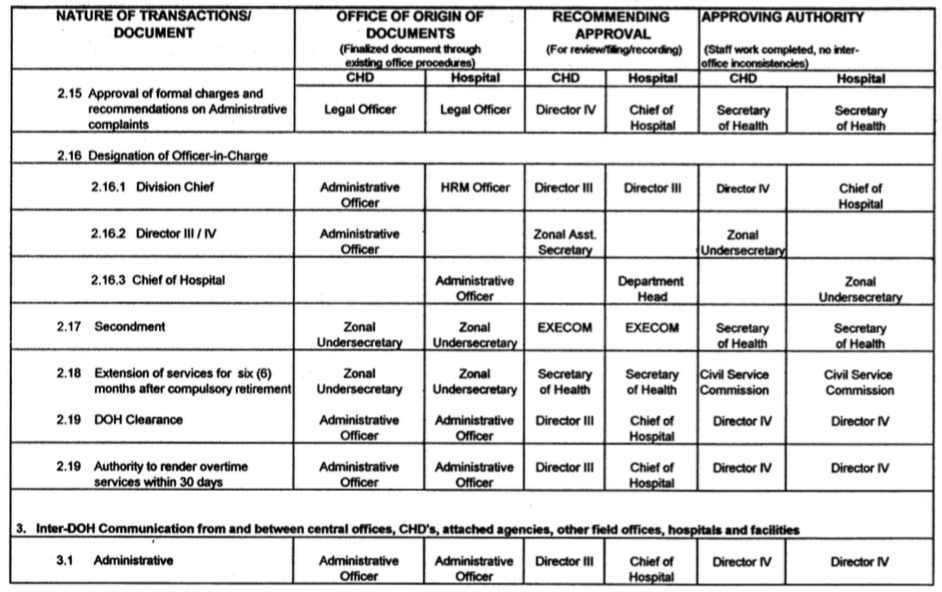 NATURE OF TRANSACTIONS/ DOCUMENT
OFFICE OF ORIGIN OF DOCUMENTS
(Finalized document through existing office procedures)
RECOMMENDING APPROVAL
(For review/filing/recording)
APPROVING AUTHORITY
(Staff work completed, no inter-office inconsistencies)
CHD Hospital CHD Hospital CHD Hospital
2.15 Approval of formal charges and
recommendations on Administrative
complaints
Legal Officer Legal Officer Director IV Chief of Hospital Secretary of Health Secretary of Health
2.16 Designation of Officer-in-Charge
2.16.1 Division Chief Administrative Officer HRM Officer Director III Director III Director IV Chief of Hospital
2.16.2 Director III / IV Administrative Officer Zonal Asst. Secretary Zonal Undersecretary
2.16.3 Chief of Hospital Administrative Officer Department Head Zonal Undersecretary
2.17 Secondment Zonal Undersecretary Zonal Undersecretary EXECOM EXECOM Secretary of Health Secretary of Health
2.18 Extension of services for six (6)
months after compulsory retirement
Zonal Undersecretary Zonal Undersecretary Secretary of Health Secretary of Health Civil Service Commission Civil Service Commission
2.19 DOH Clearance Administrative Officer Administrative Officer Director III Chief of Hospital Director IV Director IV
2.19 Authority to render overtime
services within 30 days
Administrative Officer Administrative Officer Director III Chief of Hospital Director IV Director IV
3. Inter-DOH Communication from and between central offices, CHD's, attached agencies, other field offices, hospitals and facilities
3.1 Administrative Administrative Officer Administrative Officer Director III Chief of Hospital Director IV Director IV